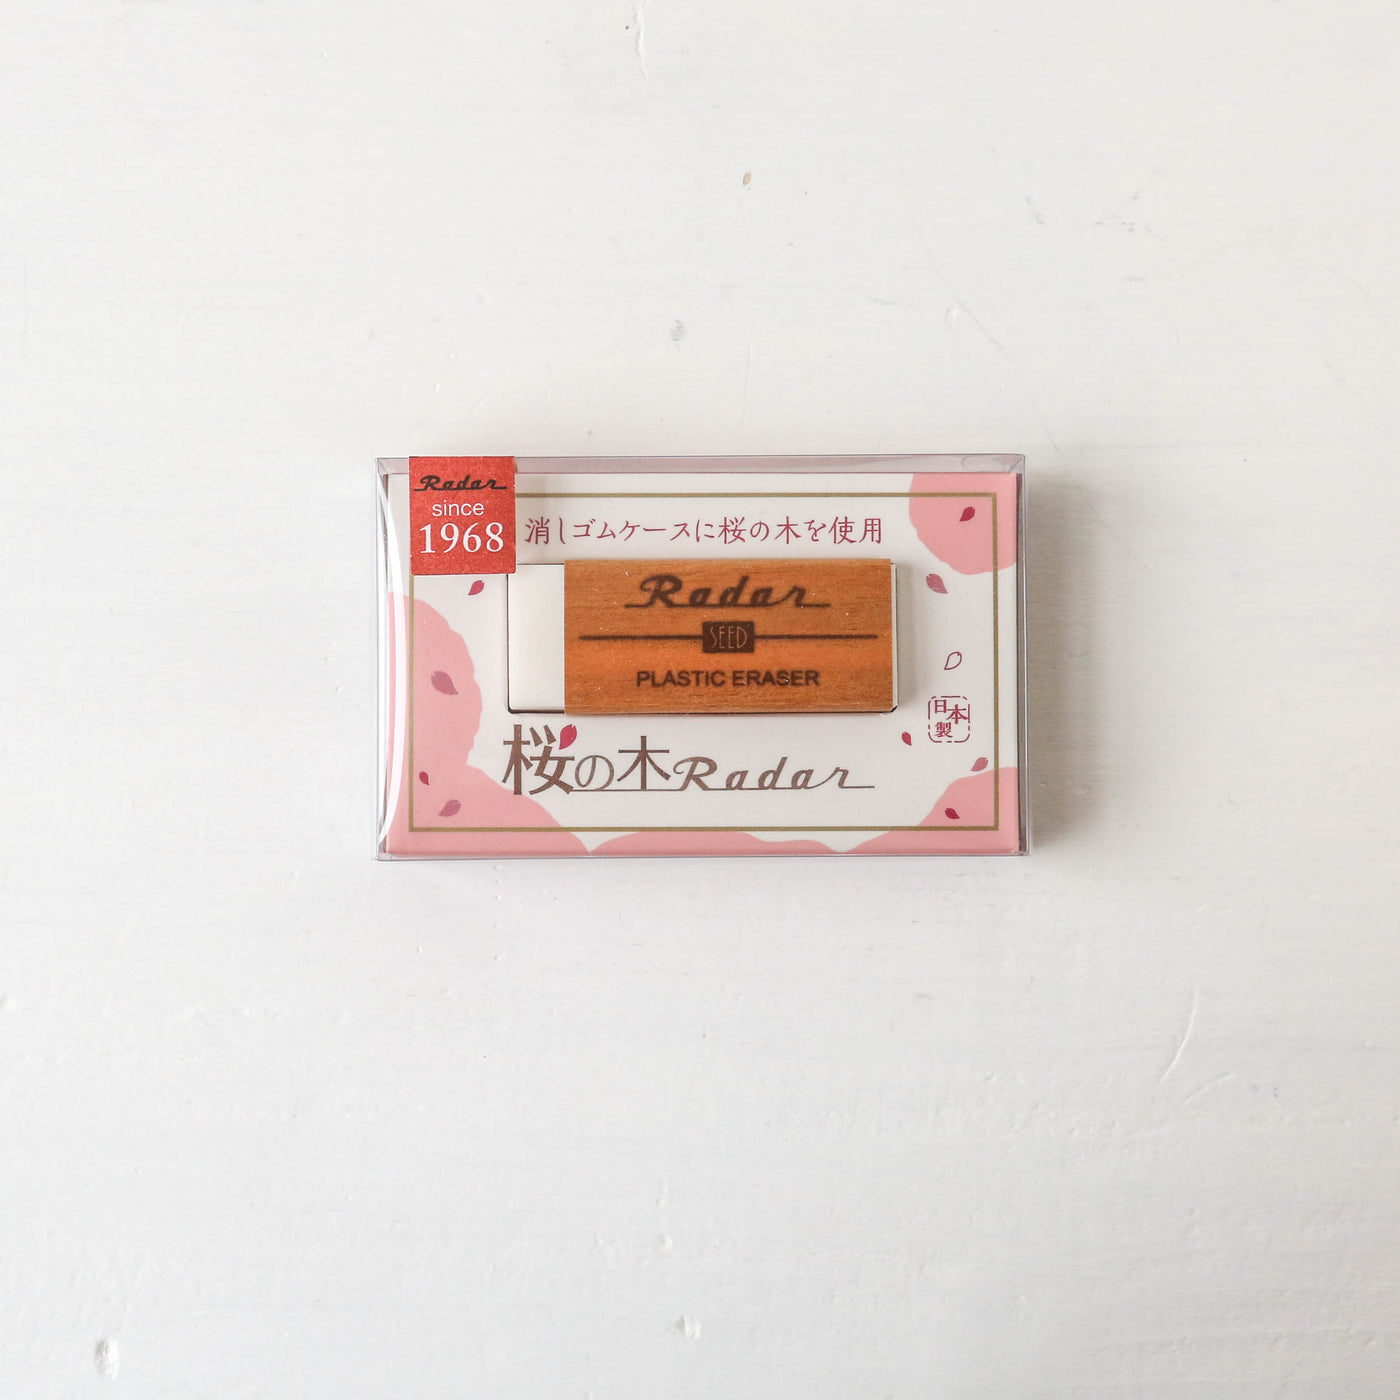 Radar
since
1968
消しゴムケースに桜の木を使用
Radar
SEED
PLASTIC ERASER
日本製
桜の木Radar